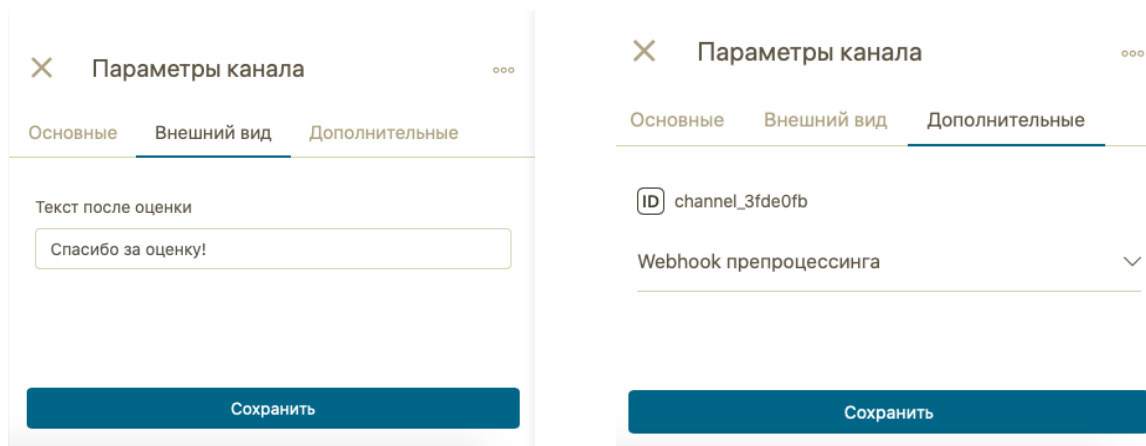 Параметры канала
Основные Внешний вид Дополнительные
Текст после оценки
Спасибо за оценку!
Сохранить
Параметры канала
Основные Внешний вид Дополнительные
ID channel_3fde0fb
Webhook препроцессинга
Сохранить